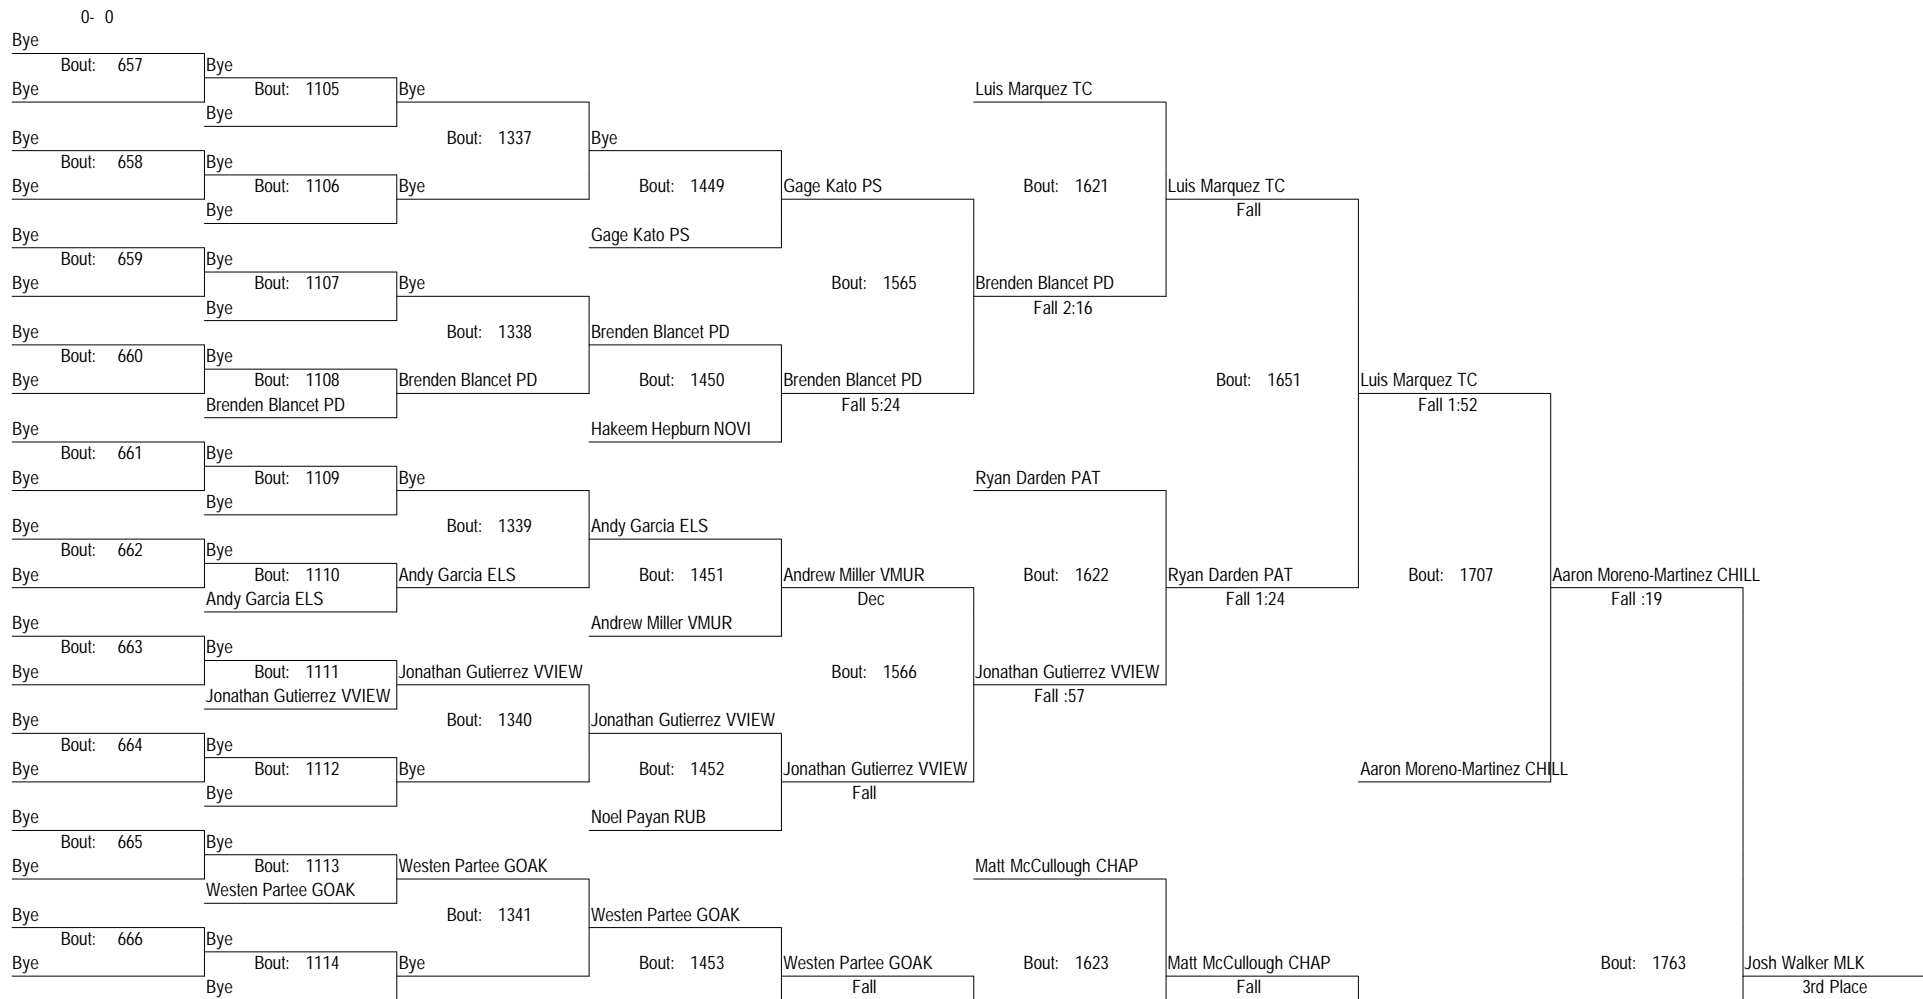 0- 0
Bye
Bout: 657
Bye
Bye
Bout: 1105
Bye
Bye
Luis Marquez TC
Bye
Bout: 1337
Bye
Bout: 658
Bye
Bye
Bout: 1106
Bye
Bye
Bout: 1449
Gage Kato PS
Bout: 1621
Luis Marquez TC
Fall
Bye
Gage Kato PS
Bout: 659
Bye
Bye
Bout: 1107
Bye
Bye
Bout: 1565
Brenden Blancet PD
Fall 2:16
Bye
Bout: 1338
Brenden Blancet PD
Bout: 660
Bye
Bye
Bout: 1108
Brenden Blancet PD
Brenden Blancet PD
Bout: 1450
Brenden Blancet PD
Fall 5:24
Bout: 1651
Luis Marquez TC
Fall 1:52
Bye
Hakeem Hepburn NOVI
Bout: 661
Bye
Bye
Bout: 1109
Bye
Bye
Ryan Darden PAT
Bye
Bout: 1339
Andy Garcia ELS
Bout: 662
Bye
Bye
Bout: 1110
Andy Garcia ELS
Andy Garcia ELS
Bout: 1451
Andrew Miller VMUR
Dec
Bout: 1622
Ryan Darden PAT
Fall 1:24
Bout: 1707
Aaron Moreno-Martinez CHILL
Fall :19
Bye
Andrew Miller VMUR
Bout: 663
Bye
Bye
Bout: 1111
Jonathan Gutierrez VVIEW
Jonathan Gutierrez VVIEW
Bout: 1566
Jonathan Gutierrez VVIEW
Fall :57
Bye
Bout: 1340
Jonathan Gutierrez VVIEW
Bout: 664
Bye
Bye
Bout: 1112
Bye
Bye
Bout: 1452
Jonathan Gutierrez VVIEW
Fall
Aaron Moreno-Martinez CHILL
Bye
Noel Payan RUB
Bout: 665
Bye
Bye
Bout: 1113
Westen Partee GOAK
Westen Partee GOAK
Matt McCullough CHAP
Bye
Bout: 1341
Westen Partee GOAK
Bout: 666
Bye
Bye
Bout: 1114
Bye
Bye
Bout: 1453
Westen Partee GOAK
Fall
Bout: 1623
Matt McCullough CHAP
Fall
Bout: 1763
Josh Walker MLK
3rd Place